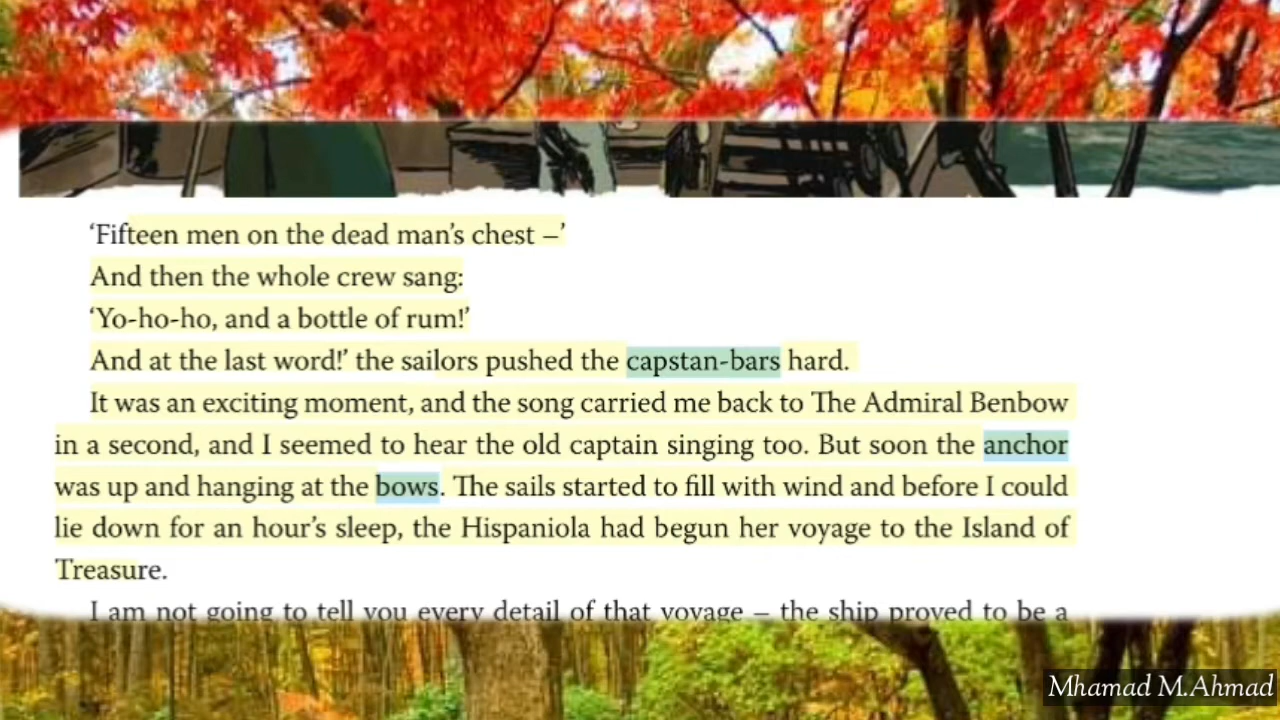 ‘Fifteen men on the dead man’s chest –’
And then the whole crew sang:
‘Yo-ho-ho, and a bottle of rum!’
And at the last word!’ the sailors pushed the capstan-bars hard.
It was an exciting moment, and the song carried me back to The Admiral Benbow
in a second, and I seemed to hear the old captain singing too. But soon the anchor
was up and hanging at the bows. The sails started to fill with wind and before I could
lie down for an hour’s sleep, the Hispaniola had begun her voyage to the Island of
Treasure.
I am not going to tell you every detail of that voyage – the ship proved to be a
Mhamad M.Ahmad